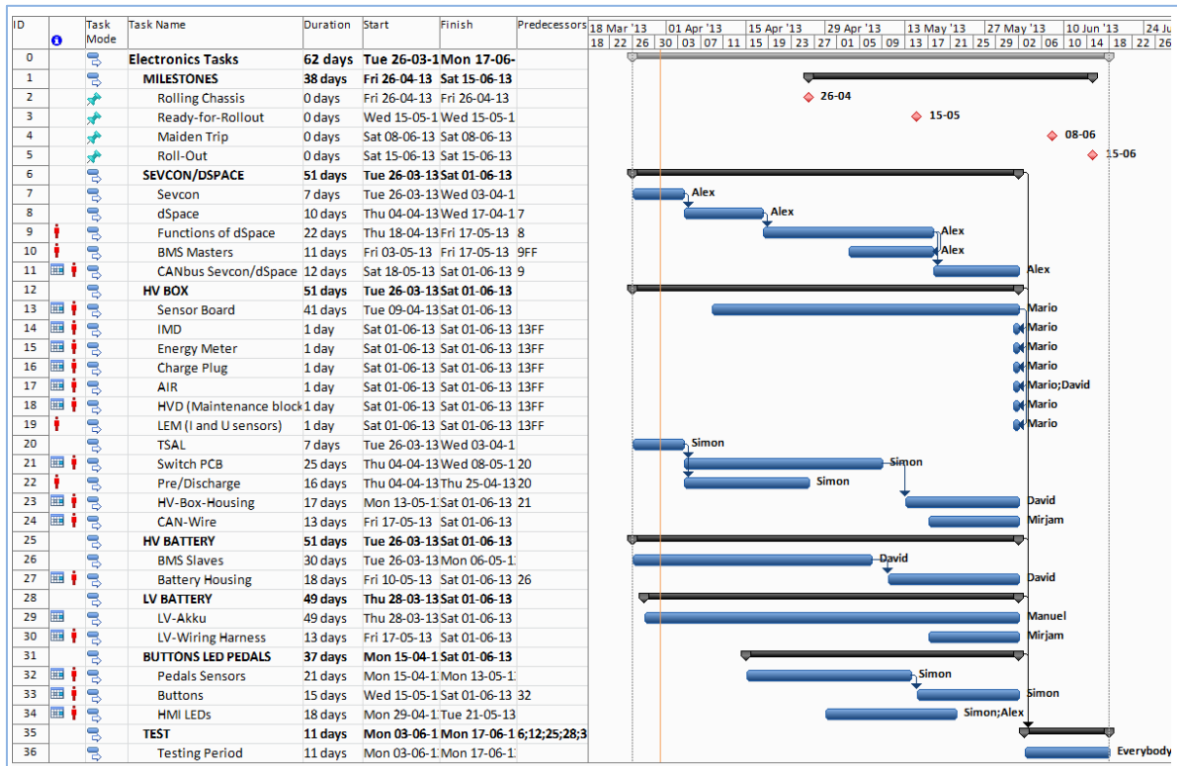 ID Task Mode Task Name Duration Start Finish Predecessors
18 Mar '13 01 Apr '13 15 Apr '13 29 Apr '13 13 May '13 27 May '13 10 Jun '13 24 Ju
18 22 26 30 03 07 11 15 19 23 27 01 05 09 13 17 21 25 29 02 06 10 14 18 22 26
0 Electronics Tasks 62 days Tue 26-03-1 Mon 17-06-
1 MILESTONES 38 days Fri 26-04-13 Sat 15-06-13
2 Rolling Chassis 0 days Fri 26-04-13 Fri 26-04-13 26-04
3 Ready-for-Rollout 0 days Wed 15-05-1 Wed 15-05-1 15-05
4 Maiden Trip 0 days Sat 08-06-13 Sat 08-06-13 08-06
5 Roll-Out 0 days Sat 15-06-13 Sat 15-06-13 15-06
6 SEVCON/DSPACE 51 days Tue 26-03-13 Sat 01-06-13
7 Sevcon 7 days Tue 26-03-13 Wed 03-04-1 Alex
8 dSpace 10 days Thu 04-04-13 Wed 17-04-1 7 Alex
9 Functions of dSpace 22 days Thu 18-04-13 Fri 17-05-13 8 Alex
10 BMS Masters 11 days Fri 03-05-13 Fri 17-05-13 9FF Alex
11 CANbus Sevcon/dSpace 12 days Sat 18-05-13 Sat 01-06-13 9 Alex
12 HV BOX 51 days Tue 26-03-13 Sat 01-06-13
13 Sensor Board 41 days Tue 09-04-13 Sat 01-06-13 Mario
14 IMD 1 day Sat 01-06-13 Sat 01-06-13 13FF Mario
15 Energy Meter 1 day Sat 01-06-13 Sat 01-06-13 13FF Mario
16 Charge Plug 1 day Sat 01-06-13 Sat 01-06-13 13FF Mario
17 AIR 1 day Sat 01-06-13 Sat 01-06-13 13FF Mario;David
18 HVD (Maintenance block 1 day Sat 01-06-13 Sat 01-06-13 13FF Mario
19 LEM (I and U sensors) 1 day Sat 01-06-13 Sat 01-06-13 13FF Mario
20 TSAL 7 days Tue 26-03-13 Wed 03-04-1 Simon
21 Switch PCB 25 days Thu 04-04-13 Wed 08-05-1 20 Simon
22 Pre/Discharge 16 days Thu 04-04-13 Thu 25-04-13 20 Simon
23 HV-Box-Housing 17 days Mon 13-05-1 Sat 01-06-13 21 David
24 CAN-Wire 13 days Fri 17-05-13 Sat 01-06-13 Mirjam
25 HV BATTERY 51 days Tue 26-03-13 Sat 01-06-13
26 BMS Slaves 30 days Tue 26-03-13 Mon 06-05-1 David
27 Battery Housing 18 days Fri 10-05-13 Sat 01-06-13 26 David
28 LV BATTERY 49 days Thu 28-03-13 Sat 01-06-13
29 LV-Akku 49 days Thu 28-03-13 Sat 01-06-13 Manuel
30 LV-Wiring Harness 13 days Fri 17-05-13 Sat 01-06-13 Mirjam
31 BUTTONS LED PEDALS 37 days Mon 15-04-1 Sat 01-06-13
32 Pedals Sensors 21 days Mon 15-04-1 Mon 13-05-1 Simon
33 Buttons 15 days Wed 15-05-1 Sat 01-06-13 32 Simon
34 HMI LEDs 18 days Mon 29-04-1 Tue 21-05-13 Simon;Alex
35 TEST 11 days Mon 03-06-1 Mon 17-06-1 6;12;25;28;3
36 Testing Period 11 days Mon 03-06-1 Mon 17-06-1 Everybody